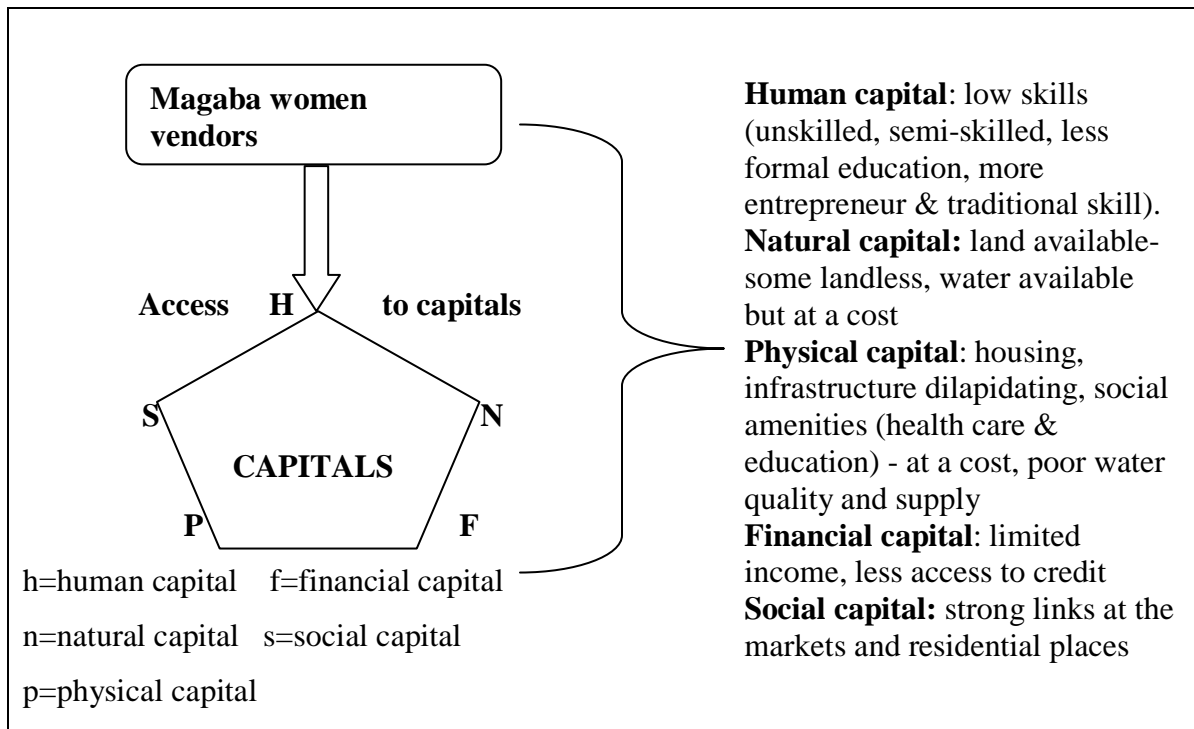 Magaba women
vendors
Access H to capitals
S N
CAPITALS
P F
h=human capital f=financial capital
n=natural capital s=social capital
p=physical capital
Human capital: low skills
(unskilled, semi-skilled, less
formal education, more
entrepreneur & traditional skill).
Natural capital: land available-
some landless, water available
but at a cost
Physical capital: housing,
infrastructure dilapidating, social
amenities (health care &
education) - at a cost, poor water
quality and supply
Financial capital: limited
income, less access to credit
Social capital: strong links at the
markets and residential places